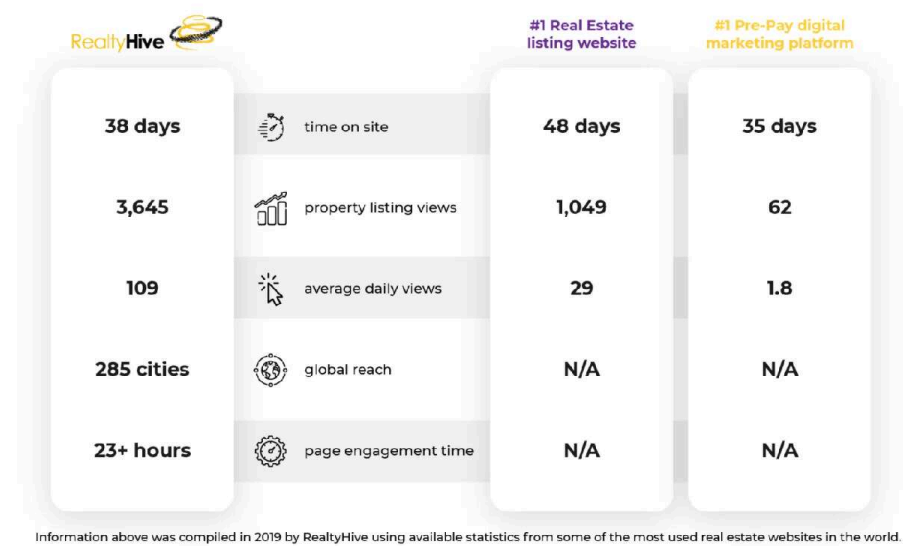 RealtyHive
#1 Real Estate
listing website
#1 Pre-Pay digital
marketing platform
38 days
time on site
48 days
35 days
3,645
property listing views
1,049
62
109
average daily views
29
1.8
285 cities
global reach
N/A
N/A
23+ hours
page engagement time
N/A
N/A
Information above was compiled in 2019 by RealtyHive using available statistics from some of the most used real estate websites in the world.